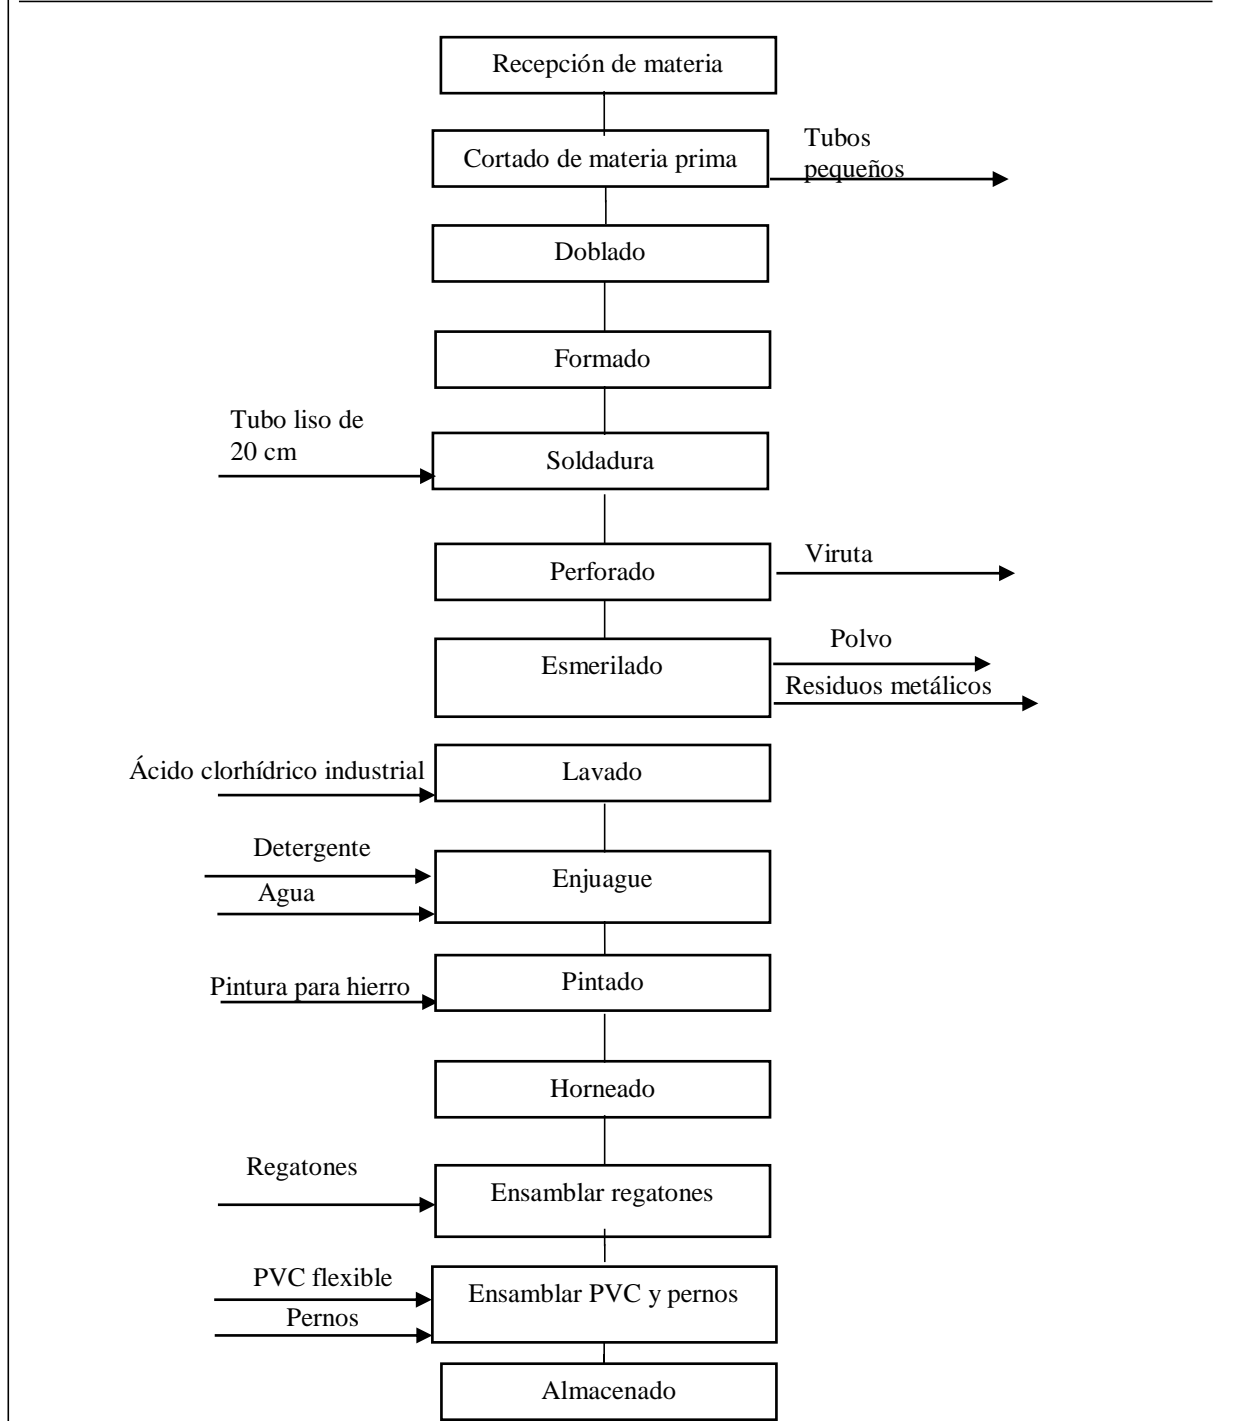 Recepción de materia
Cortado de materia prima
Tubos
pequeños
Doblado
Formado
Tubo liso de
20 cm
Soldadura
Perforado
Viruta
Esmerilado
Polvo
Residuos metálicos
Ácido clorhídrico industrial
Lavado
Detergente
Agua
Enjuague
Pintura para hierro
Pintado
Horneado
Regatones
Ensamblar regatones
PVC flexible
Pernos
Ensamblar PVC y pernos
Almacenado